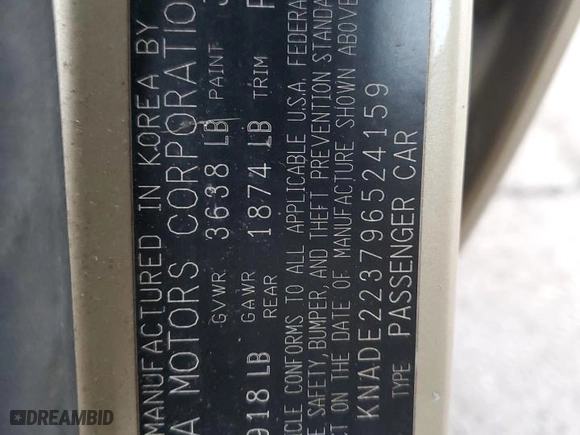 MANUFACTURED IN KOREA BY
A MOTORS CORPORATIO
GVWR 3638 LB PAINT
GAWR
REAR 1874 LB TRIM
918 LB
ICLE CONFORMS TO ALL APPLICABLE U.S.A. FEDERA
E SAFETY, BUMPER, AND THEFT PREVENTION STANDA
CT ON THE DATE OF MANUFACTURE SHOWN ABOVE
KNADE223796524159
TYPE PASSENGER CAR
DREAMBID